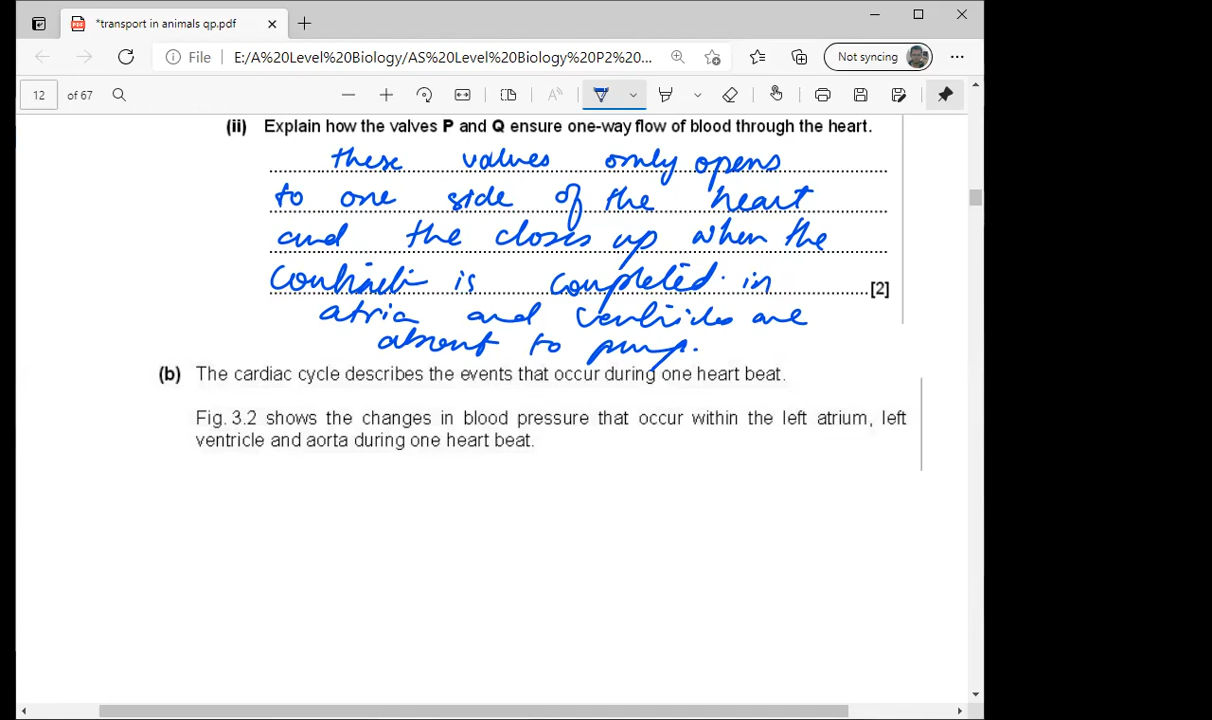 *transport in animals qp.pdf
File E:/A%20Level%20Biology/AS%20Level%20Biology%20P2%20... Not syncing
12 of 67
(ii) Explain how the valves P and Q ensure one-way flow of blood through the heart.
these valves only opens
to one side of the heart
and the closes up when the
is completed. in [2]
atria and ventricles are
to pump.
(b) The cardiac cycle describes the events that occur during one heart beat.
Fig. 3.2 shows the changes in blood pressure that occur within the left atrium, left
ventricle and aorta during one heart beat.